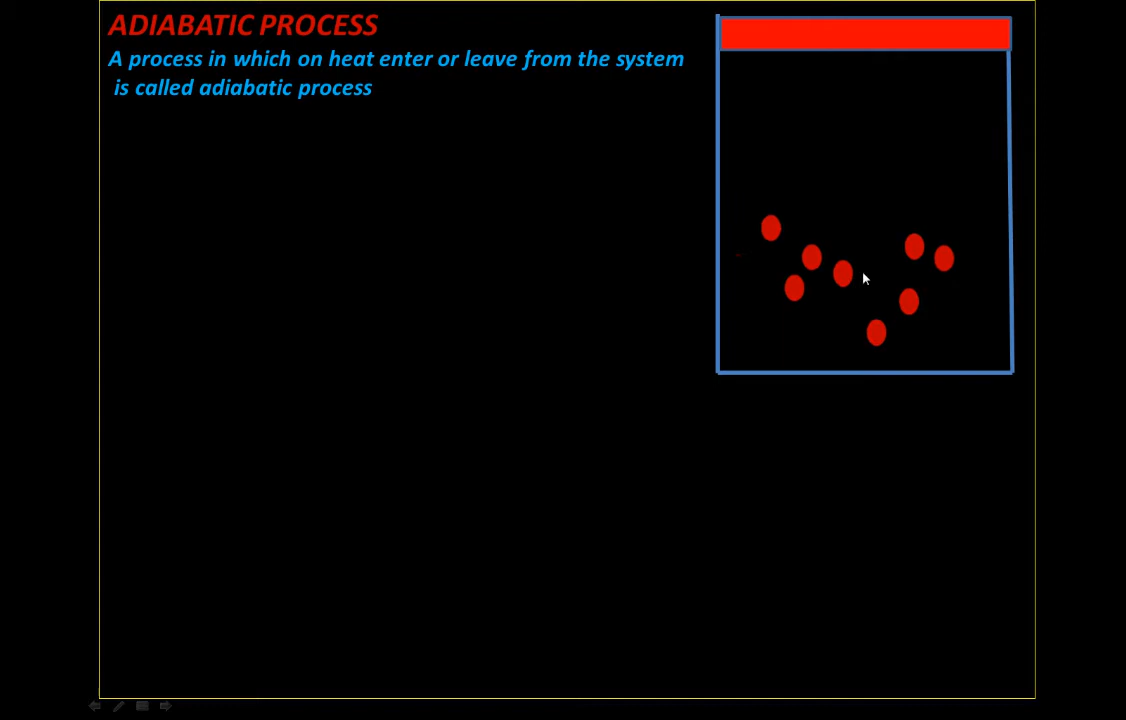 ADIABATIC PROCESS
A process in which on heat enter or leave from the system
is called adiabatic process